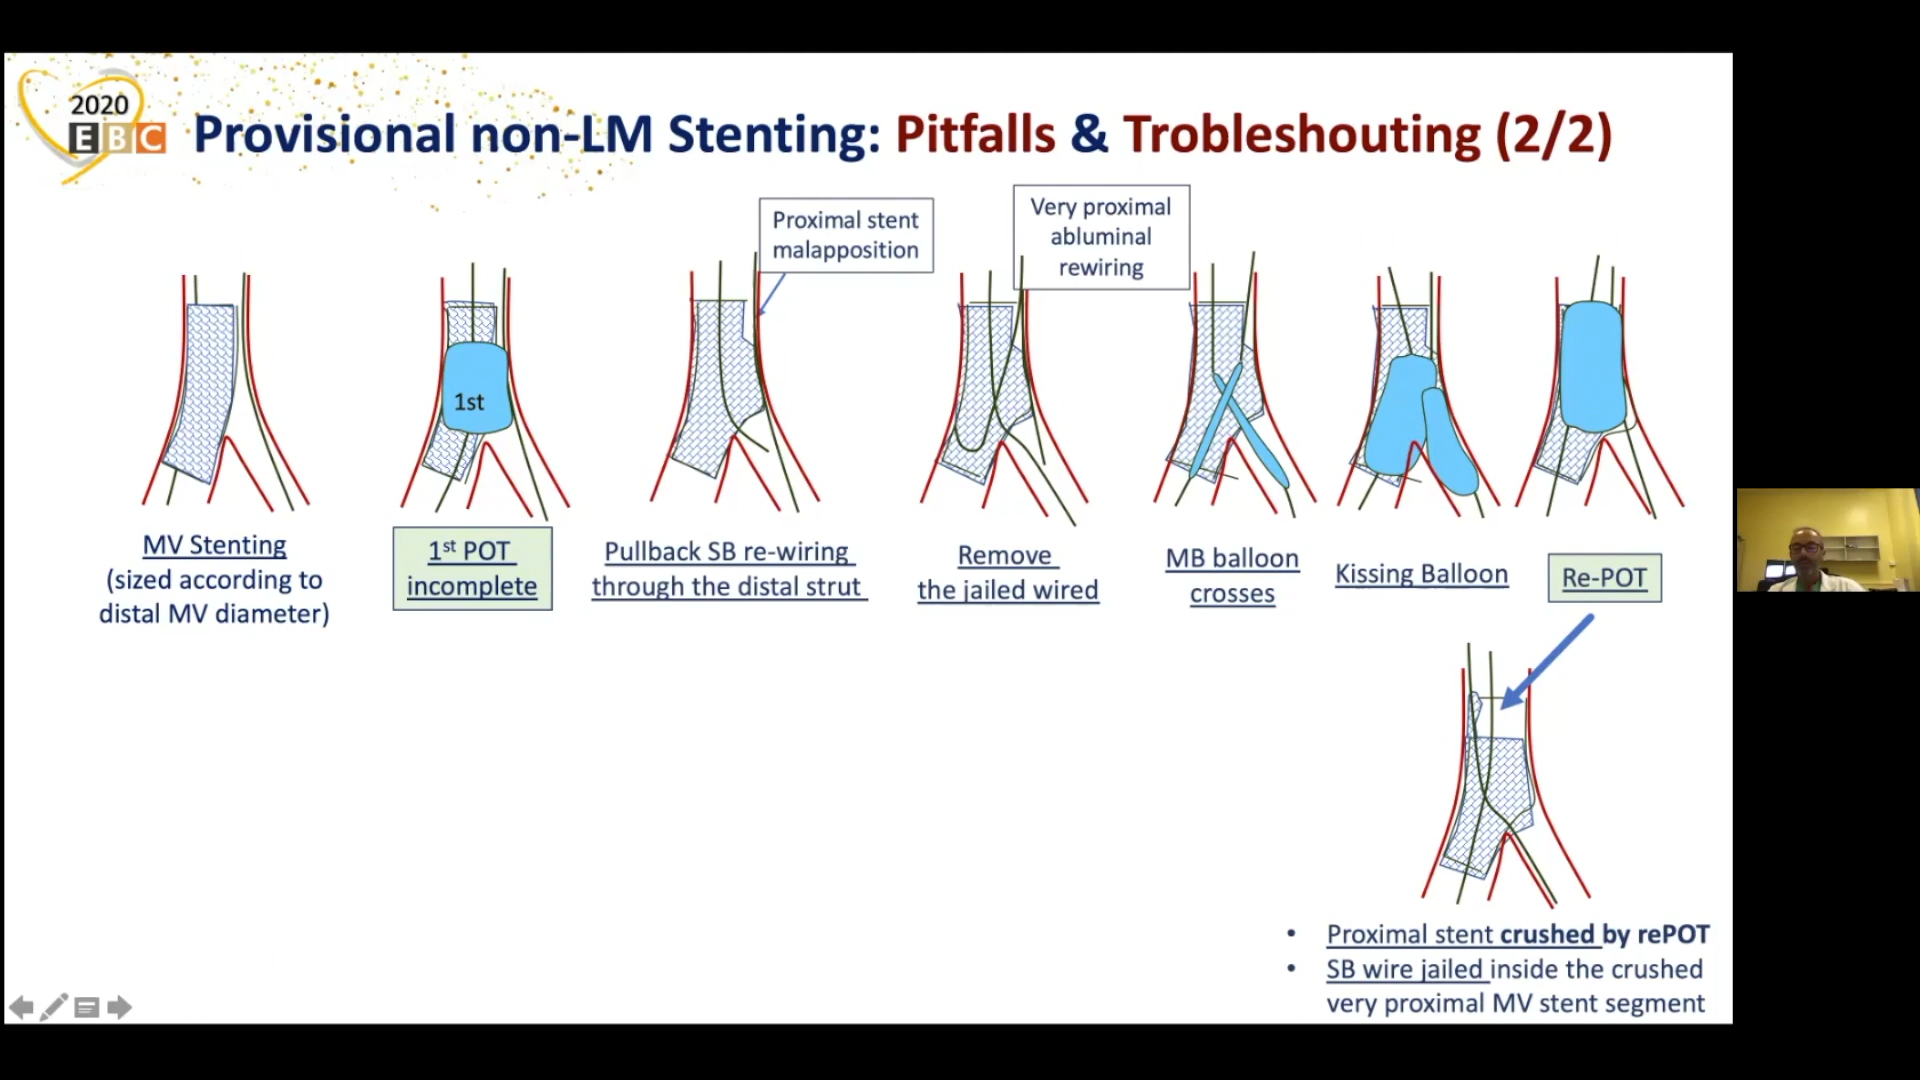 2020
EBC
Provisional non-LM Stenting: Pitfalls & Trobleshouting (2/2)
Proximal stent
malapposition
Very proximal
abluminal
rewiring
1st
MV Stenting
(sized according to
distal MV diameter)
1st POT
incomplete
Pullback SB re-wiring
through the distal strut
Remove
the jailed wired
MB balloon
crosses
Kissing Balloon
Re-POT
• Proximal stent crushed by rePOT
• SB wire jailed inside the crushed
very proximal MV stent segment